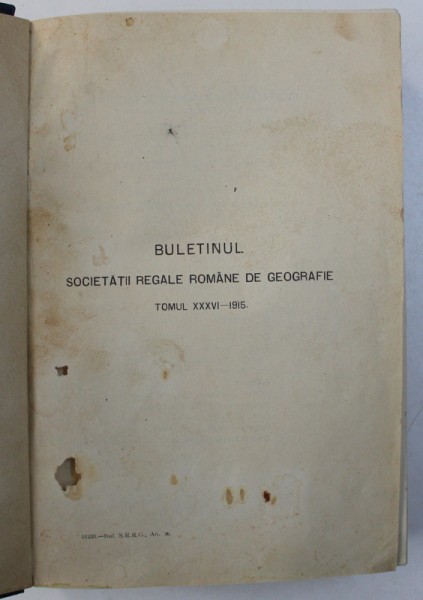 BULETINUL
SOCIETĂȚII REGALE ROMÂNE DE GEOGRAFIE
TOMUL XXXVI—1915.
S.R.R.G.,